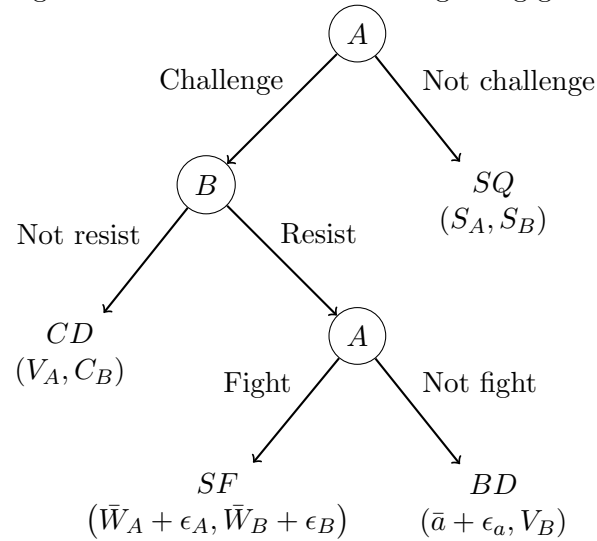 A
Challenge
Not challenge
B
SQ
(S_A, S_B)
Not resist
Resist
CD
(V_A, C_B)
A
Fight
Not fight
SF
(W̄_A + ϵ_A, W̄_B + ϵ_B)
BD
(ā + ϵ_a, V_B)